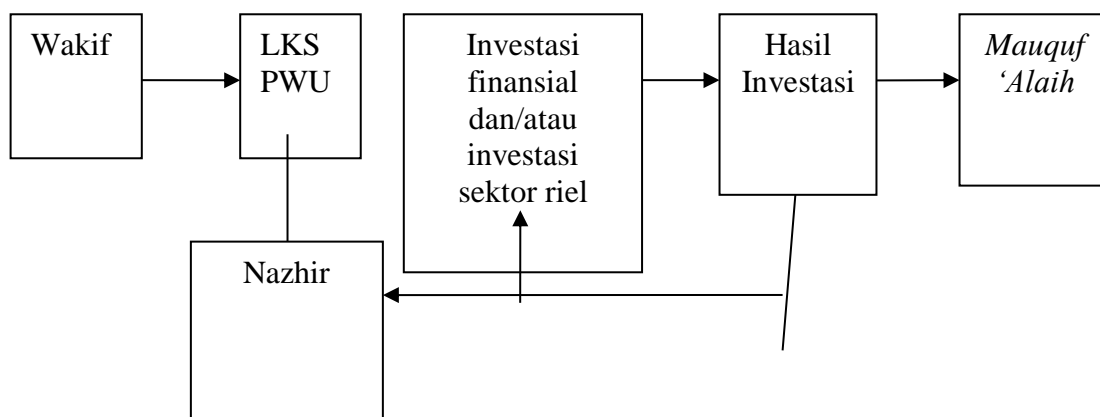 Wakif
LKS
PWU
Investasi
finansial
dan/atau
investasi
sektor riel
Hasil
Investasi
Mauquf
‘Alaih
Nazhir